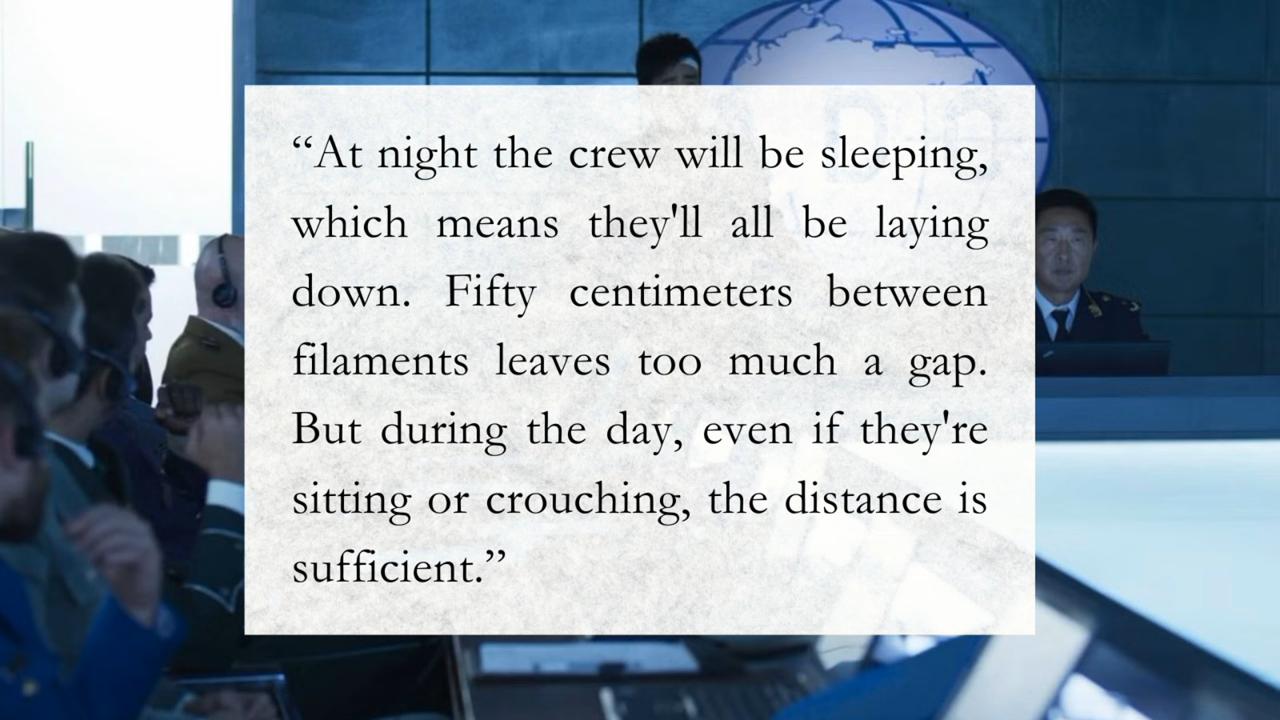 “At night the crew will be sleeping,
which means they'll all be laying
down. Fifty centimeters between
filaments leaves too much a gap.
But during the day, even if they're
sitting or crouching, the distance is
sufficient.”